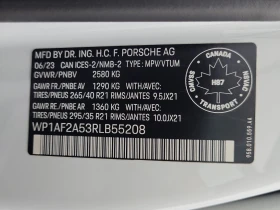 MFD BY DR. ING. H.C. F. PORSCHE AG
06/23 CAN ICES-2/NMB-2 TYPE: MPV/VTUM
GVWR/PNBV 2580 KG
GAWR FR/PNBE AV 1290 KG WITH/AVEC:
TIRES/PNEUS 265/40 R21 RIMS/JANTES 9.5JX21
GAWR RR/PNBE AR 1360 KG WITH/AVEC:
TIRES/PNEUS 295/35 R21 RIMS/JANTES 10.0JX21
WP1AF2A53RLB55208
CANADA
H87